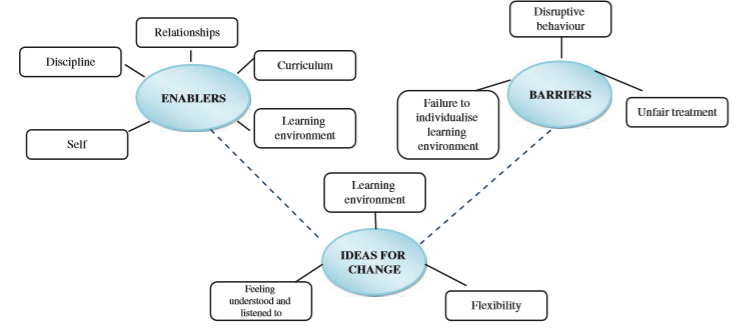 Relationships
Discipline
Curriculum
ENABLERS
Learning
environment
Self
Disruptive
behaviour
BARRIERS
Failure to
individualise
learning
environment
Unfair treatment
Learning
environment
IDEAS FOR
CHANGE
Feeling
understood and
listened to
Flexibility